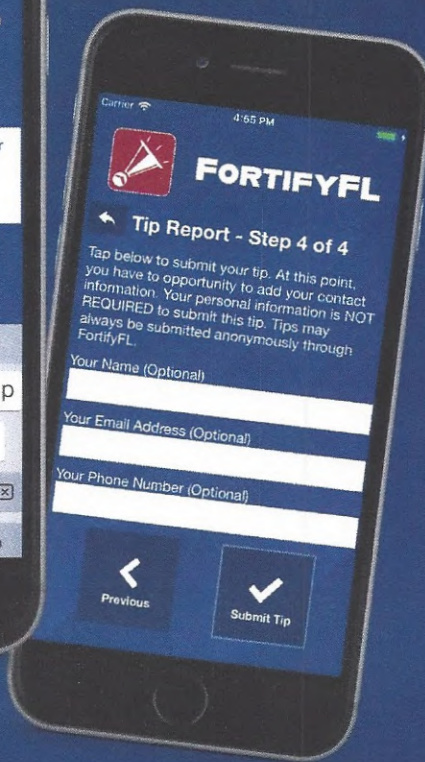 Carrier
4:55 PM
FORTIFYFL
Tip Report - Step 4 of 4
Tap below to submit your tip. At this point,
you have to opportunity to add your contact
information. Your personal information is NOT
REQUIRED to submit this tip. Tips may
always be submitted anonymously through
FortifyFL.
Your Name (Optional)
Your Email Address (Optional)
Your Phone Number (Optional)
Previous
Submit Tip